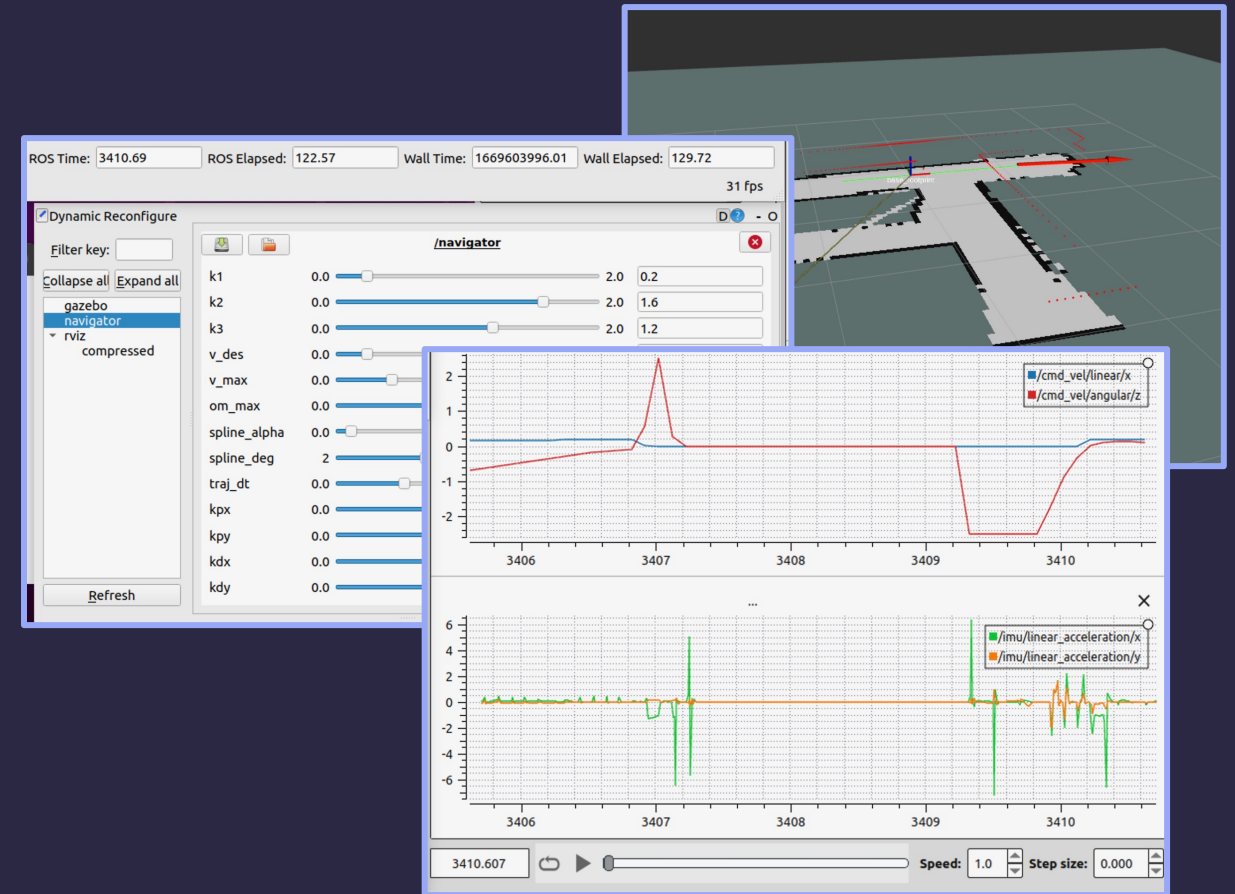 ROS Time: 3410.69 ROS Elapsed: 122.57 Wall Time: 1669603996.01 Wall Elapsed: 129.72
31 fps
Dynamic Reconfigure D ? - O
Filter key:
Collapse all Expand all
gazebo
navigator
rviz
compressed
Refresh
/navigator
k1 0.0 2.0 0.2
k2 0.0 2.0 1.6
k3 0.0 2.0 1.2
v_des 0.0
v_max 0.0
om_max 0.0
spline_alpha 0.0
spline_deg 2
traj_dt 0.0
kpx 0.0
kpy 0.0
kdx 0.0
kdy 0.0
/cmd_vel/linear/x
/cmd_vel/angular/z
2
1
0
-1
-2
3406 3407 3408 3409 3410
...
/imu/linear_acceleration/x
/imu/linear_acceleration/y
6
4
2
0
-2
-4
-6
3406 3407 3408 3409 3410
3410.607 Speed: 1.0 Step size: 0.000